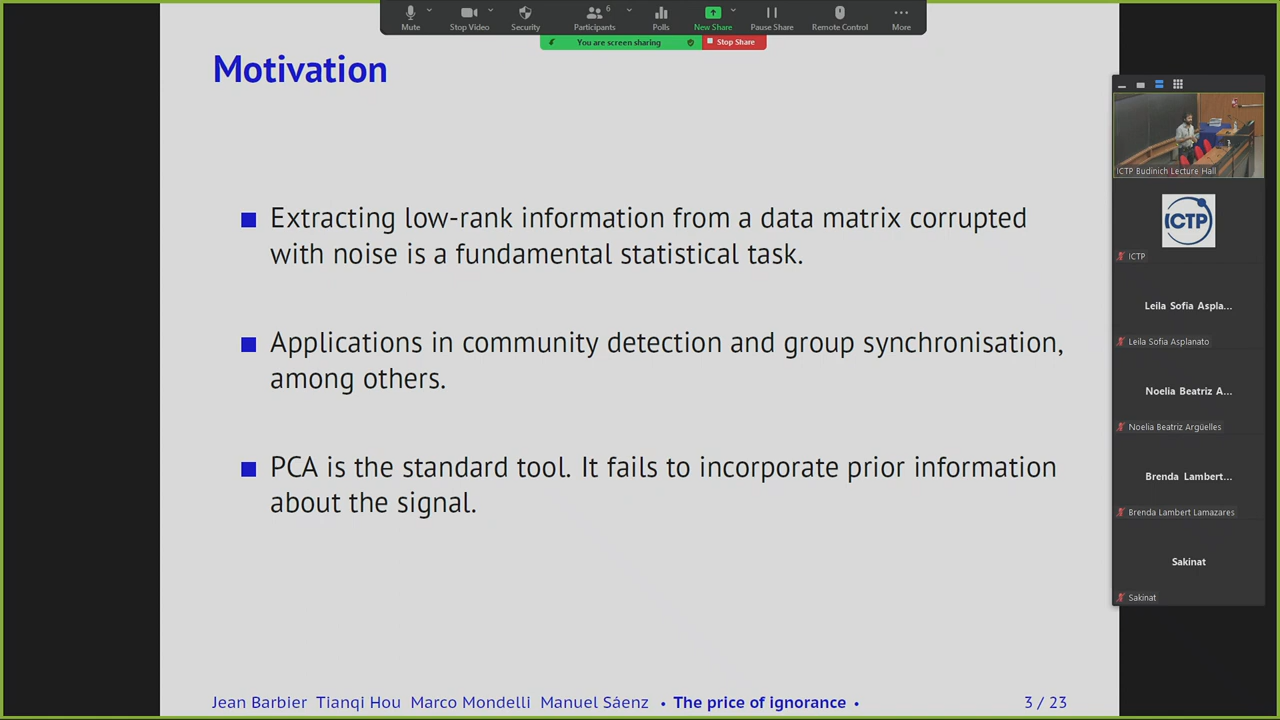 Mute
Stop Video
Security
Participants
6
Polls
New Share
Pause Share
Remote Control
More
You are screen sharing
Stop Share
Motivation
Extracting low-rank information from a data matrix corrupted
with noise is a fundamental statistical task.
Applications in community detection and group synchronisation,
among others.
PCA is the standard tool. It fails to incorporate prior information
about the signal.
Jean Barbier Tianqi Hou Marco Mondelli Manuel Sáenz • The price of ignorance •
3 / 23
ICTP Budinich Lecture Hall
ICTP
ICTP
Leila Sofia Aspla...
Leila Sofia Asplanato
Noelia Beatriz A...
Noelia Beatriz Argüelles
Brenda Lambert...
Brenda Lambert Lamazares
Sakinat
Sakinat